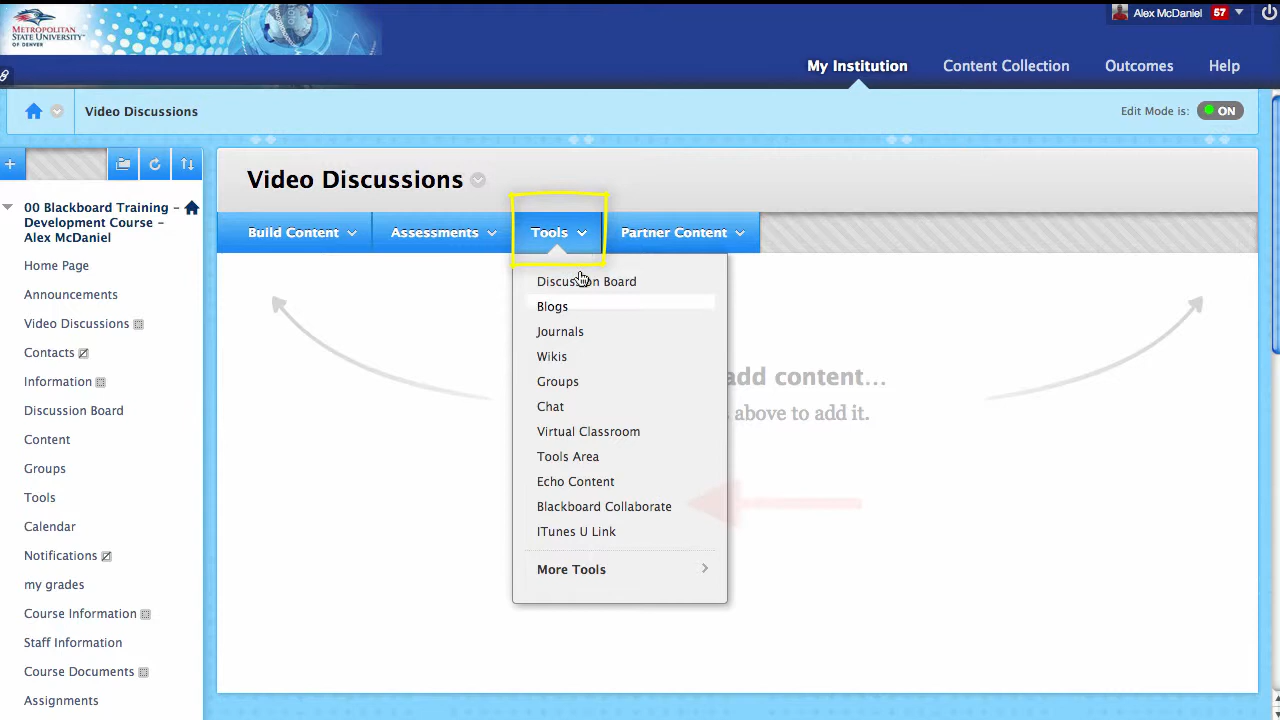 METROPOLITAN
STATE UNIVERSITY
OF DENVER
Alex McDaniel 57
My Institution Content Collection Outcomes Help
Video Discussions
Edit Mode is: ON
00 Blackboard Training –
Development Course –
Alex McDaniel
Home Page
Announcements
Video Discussions
Contacts
Information
Discussion Board
Content
Groups
Tools
Calendar
Notifications
my grades
Course Information
Staff Information
Course Documents
Assignments
Video Discussions
Build Content Assessments Tools Partner Content
Discussion Board
Blogs
Journals
Wikis
Groups
Chat
Virtual Classroom
Tools Area
Echo Content
Blackboard Collaborate
ITunes U Link
More Tools
add content...
above to add it.